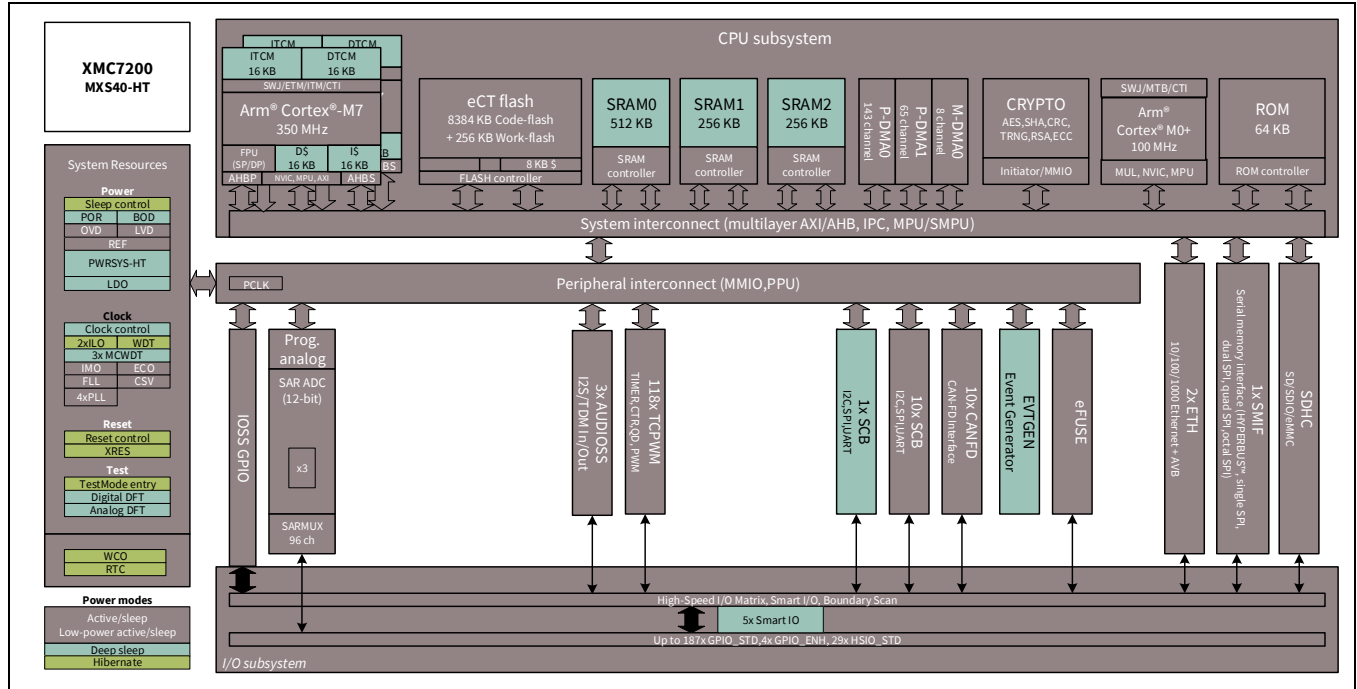 XMC7200
MXS40-HT
System Resources
Power
Sleep control
POR BOD
OVD LVD
REF
PWRSYS-HT
LDO
Clock
Clock control
2xILO WDT
3x MCWDT
IMO ECO
FLL CSV
4xPLL
Reset
Reset control
XRES
Test
TestMode entry
Digital DFT
Analog DFT
WCO
RTC
Power modes
Active/sleep
Low-power active/sleep
Deep sleep
Hibernate
CPU subsystem
ITCM DTCM
ITCM DTCM
16 KB 16 KB
SWJ/ETM/ITM/CTI
Arm® Cortex®-M7
350 MHz
FPU
(SP/DP)
D$
16 KB
I$
16 KB
B
BS
AHBP NVIC, MPU, AXI AHBS
eCT flash
8384 KB Code-flash
+ 256 KB Work-flash
8 KB $
FLASH controller
SRAM0
512 KB
SRAM
controller
SRAM1
256 KB
SRAM
controller
SRAM2
256 KB
SRAM
controller
P-DMA0
143 channel
P-DMA1
65 channel
M-DMA0
8 channel
CRYPTO
AES,SHA,CRC,
TRNG,RSA,ECC
Initiator/MMIO
SWJ/MTB/CTI
Arm®
Cortex® M0+
100 MHz
MUL, NVIC, MPU
ROM
64 KB
ROM controller
System interconnect (multilayer AXI/AHB, IPC, MPU/SMPU)
PCLK
Peripheral interconnect (MMIO,PPU)
IOSS GPIO
Prog.
analog
SAR ADC
(12-bit)
x3
SARMUX
96 ch
3x AUDIOSS
I2S/TDM In/Out
118x TCPWM
TIMER,CTR,QD, PWM
1x SCB
I2C,SPI,UART
10x SCB
I2C,SPI,UART
10x CANFD
CAN-FD Interface
EVTGEN
Event Generator
eFUSE
2x ETH
10/100/1000 Ethernet + AVB
1x SMIF
Serial memory interface (HYPERBUS™, single SPI,
dual SPI, quad SPI, octal SPI)
SDHC
SD/SDIO/eMMC
High-Speed I/O Matrix, Smart I/O, Boundary Scan
5x Smart IO
Up to 187x GPIO_STD,4x GPIO_ENH, 29x HSIO_STD
I/O subsystem